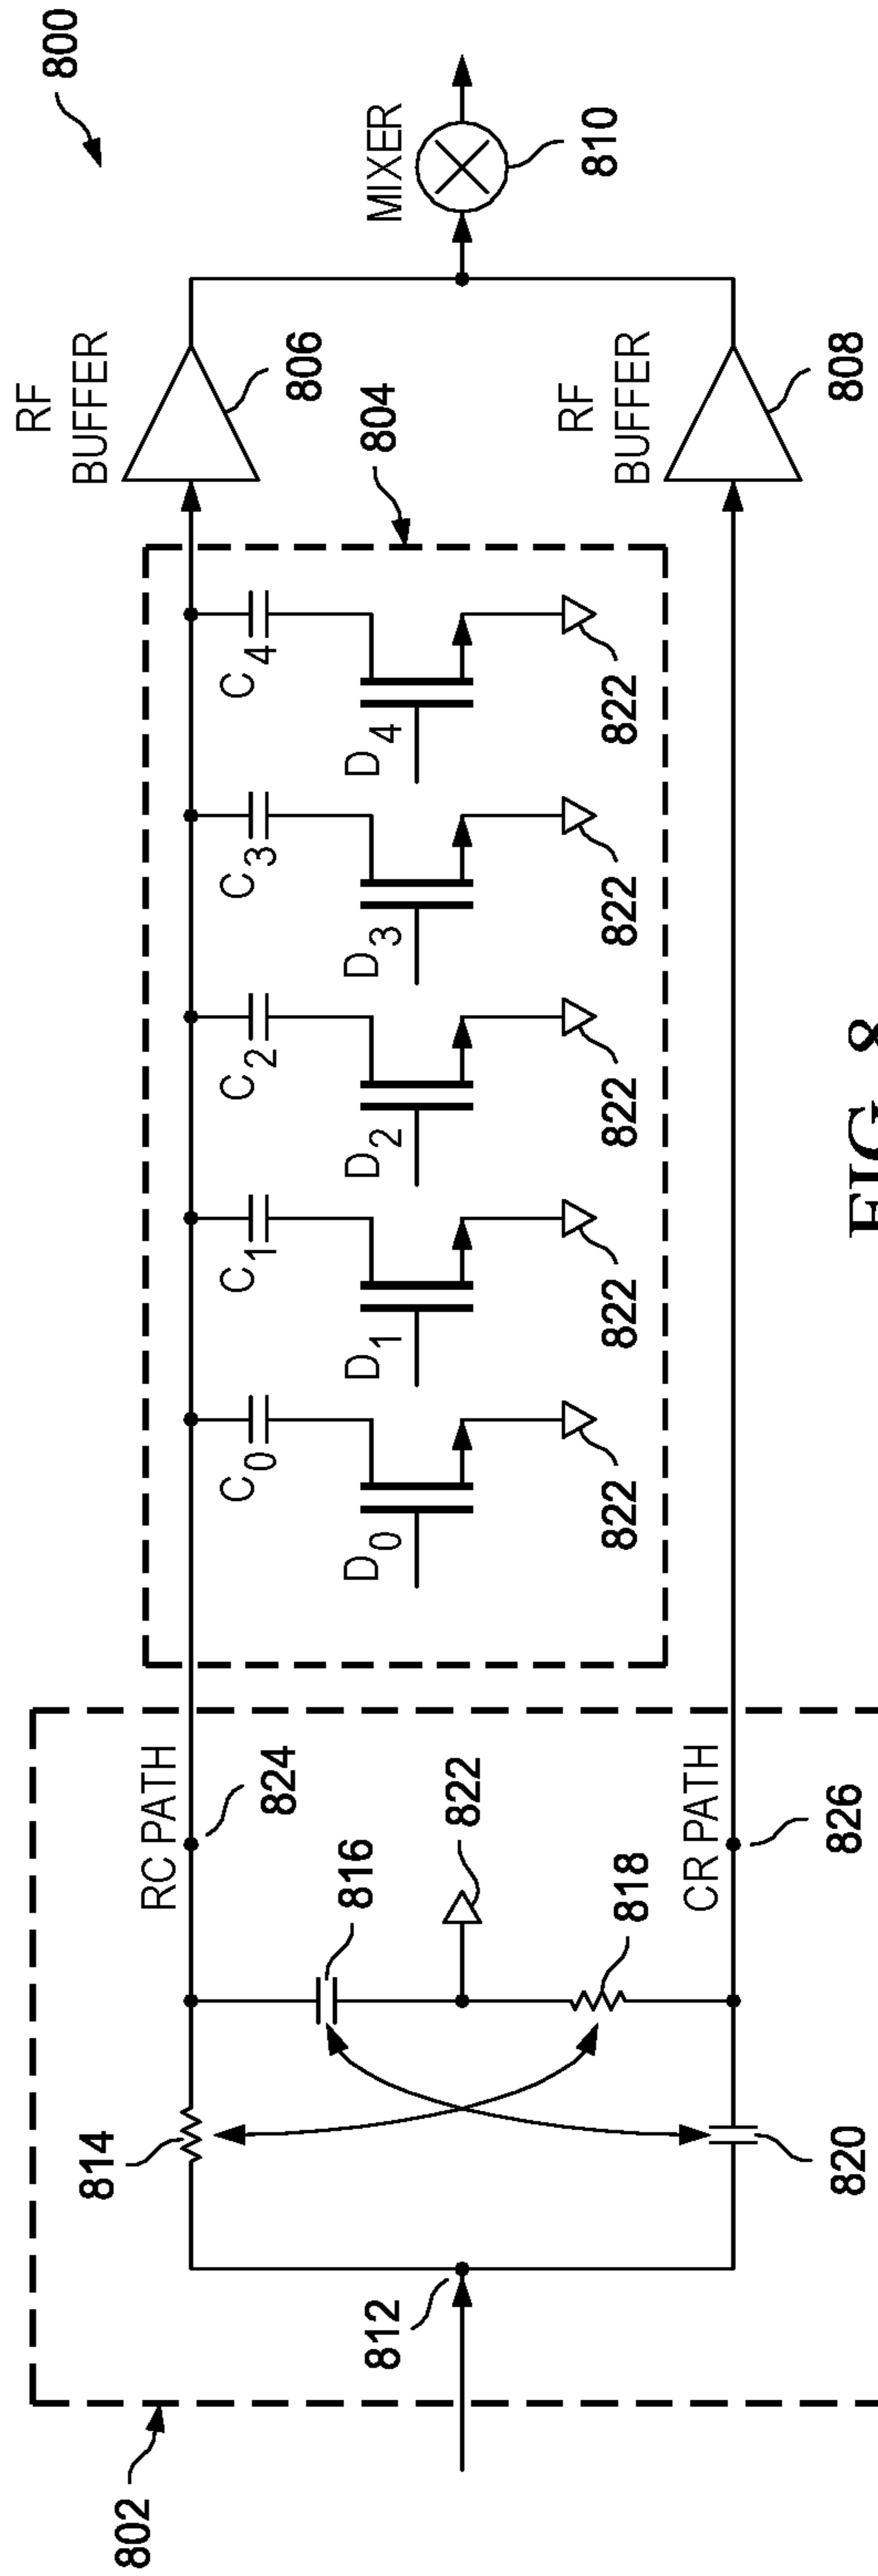 800
RF
BUFFER
806
MIXER
810
804
RF
BUFFER
808
C0
C1
C2
C3
C4
D0
D1
D2
D3
D4
822
822
822
822
822
802
RC PATH
824
814
816
822
812
818
CR PATH
826
820
FIG. 8